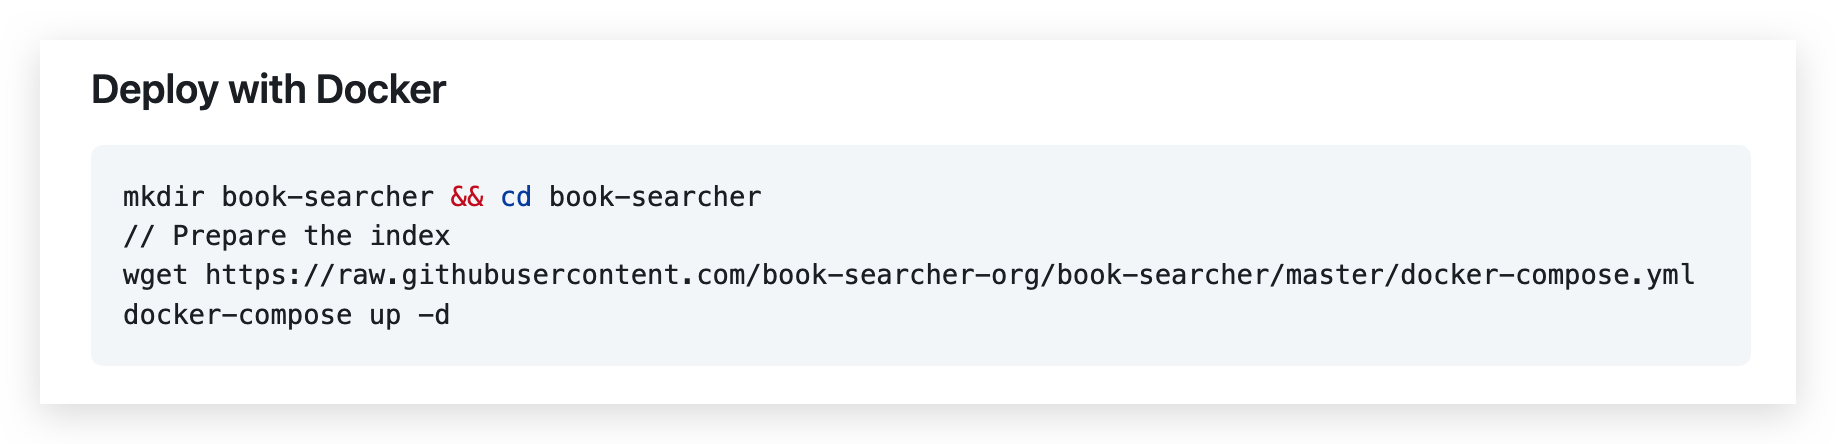 Deploy with Docker
mkdir book-searcher && cd book-searcher
// Prepare the index
wget https://raw.githubusercontent.com/book-searcher-org/book-searcher/master/docker-compose.yml
docker-compose up -d